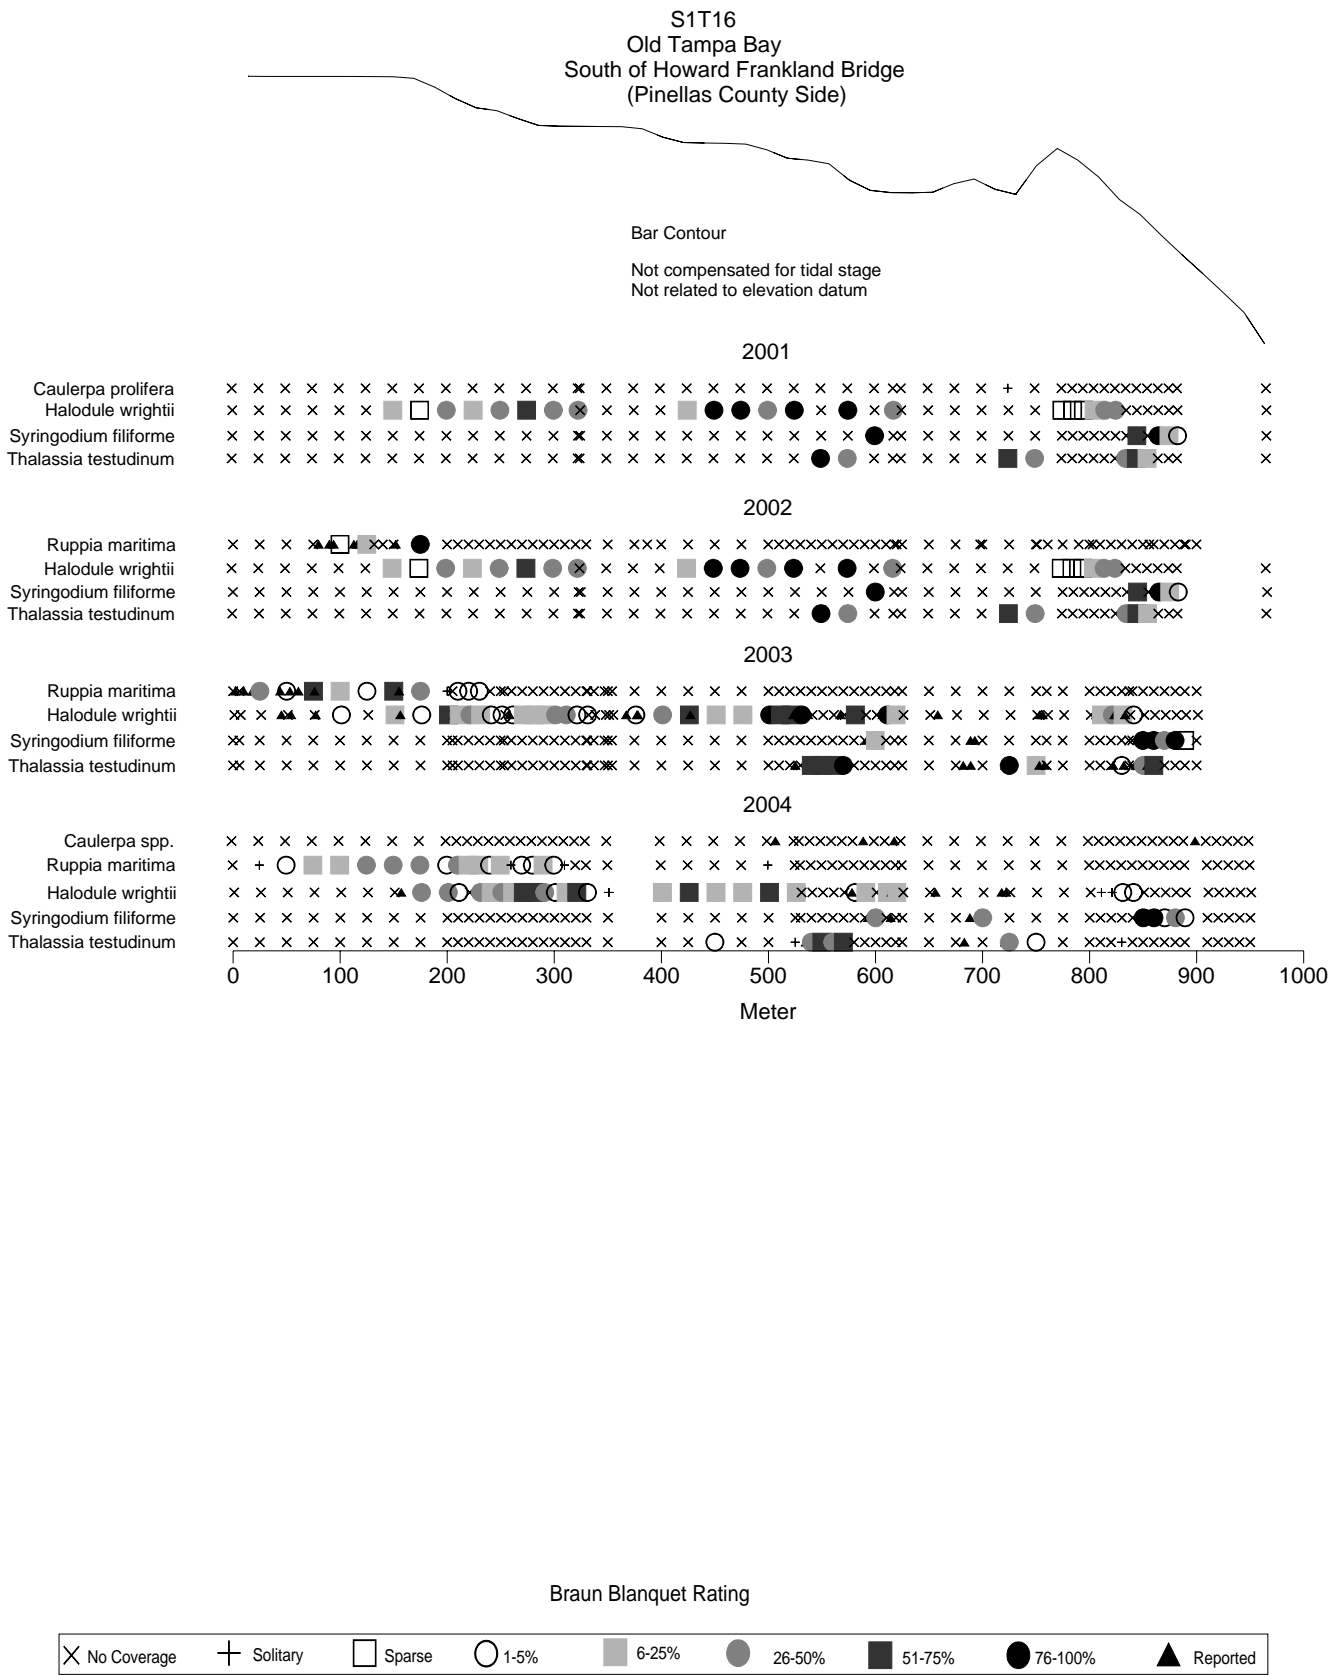 S1T16
Old Tampa Bay
South of Howard Frankland Bridge
(Pinellas County Side)
Bar Contour
Not compensated for tidal stage
Not related to elevation datum
2001
Caulerpa prolifera
Halodule wrightii
Syringodium filiforme
Thalassia testudinum
2002
Ruppia maritima
Halodule wrightii
Syringodium filiforme
Thalassia testudinum
2003
Ruppia maritima
Halodule wrightii
Syringodium filiforme
Thalassia testudinum
2004
Caulerpa spp.
Ruppia maritima
Halodule wrightii
Syringodium filiforme
Thalassia testudinum
0 100 200 300 400 500 600 700 800 900 1000
Meter
Braun Blanquet Rating
No Coverage Solitary Sparse 1-5% 6-25% 26-50% 51-75% 76-100% Reported